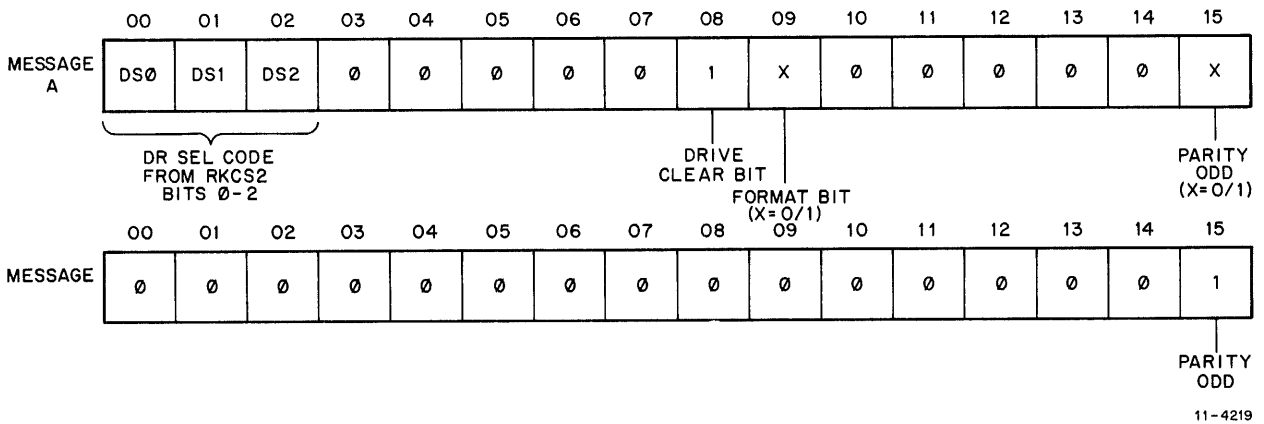 00 01 02 03 04 05 06 07 08 09 10 11 12 13 14 15
MESSAGE A
DSØ DS1 DS2 Ø Ø Ø Ø Ø 1 X Ø Ø Ø Ø Ø X
DR SEL CODE
FROM RKCS2
BITS Ø-2
DRIVE
CLEAR BIT
FORMAT BIT
(X=0/1)
PARITY
ODD
(X=0/1)
00 01 02 03 04 05 06 07 08 09 10 11 12 13 14 15
MESSAGE
Ø Ø Ø Ø Ø Ø Ø Ø Ø Ø Ø Ø Ø Ø Ø 1
PARITY
ODD
11-4219